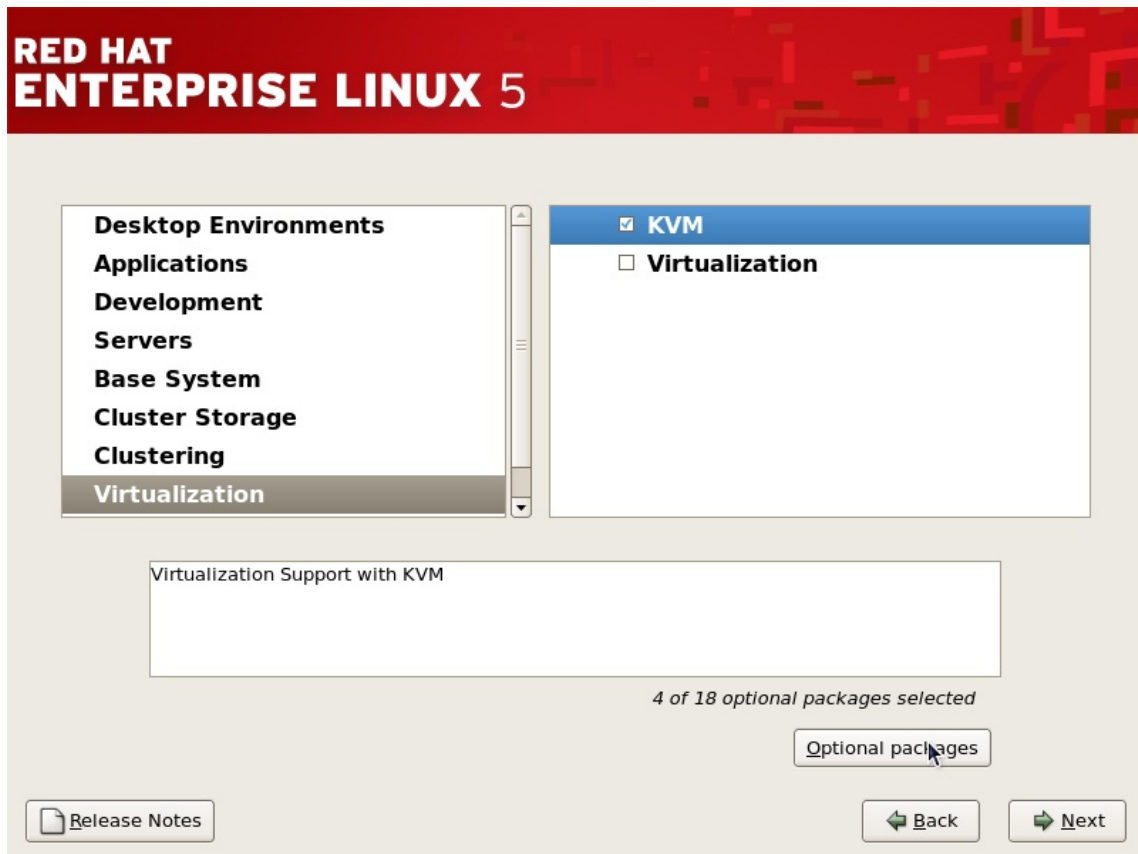 RED HAT
ENTERPRISE LINUX 5
Desktop Environments
Applications
Development
Servers
Base System
Cluster Storage
Clustering
Virtualization
KVM
Virtualization
Virtualization Support with KVM
4 of 18 optional packages selected
Optional packages
Release Notes
Back
Next